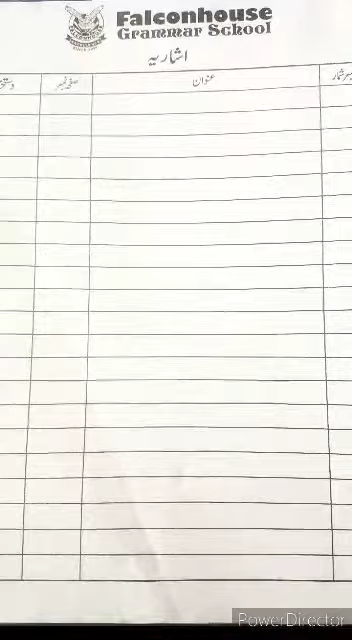 Falconhouse
Grammar School
اشاریہ
عنوان
صفحہ نمبر
PowerDirector